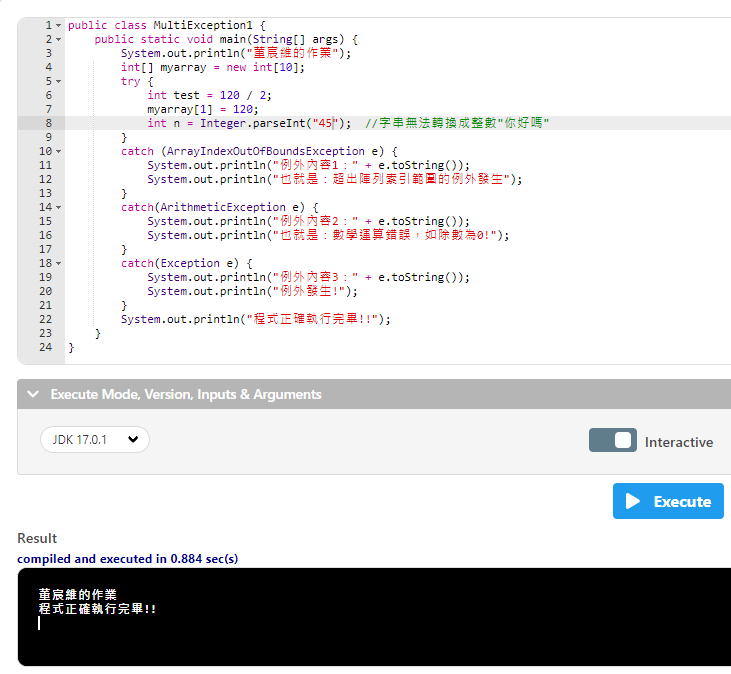 1 public class MultiException1 {
2 public static void main(String[] args) {
3 System.out.println("董宸維的作業");
4 int[] myarray = new int[10];
5 try {
6 int test = 120 / 2;
7 myarray[1] = 120;
8 int n = Integer.parseInt("45"); //字串無法轉換成整數"你好嗎"
9 }
10 catch (ArrayIndexOutOfBoundsException e) {
11 System.out.println("例外內容1：" + e.toString());
12 System.out.println("也就是：超出陣列索引範圍的例外發生");
13 }
14 catch(ArithmeticException e) {
15 System.out.println("例外內容2：" + e.toString());
16 System.out.println("也就是：數學運算錯誤，如除數為0!");
17 }
18 catch(Exception e) {
19 System.out.println("例外內容3：" + e.toString());
20 System.out.println("例外發生!");
21 }
22 System.out.println("程式正確執行完畢!!");
23 }
24 }
Execute Mode, Version, Inputs & Arguments
JDK 17.0.1
Interactive
Execute
Result
compiled and executed in 0.884 sec(s)
董宸維的作業
程式正確執行完畢!!